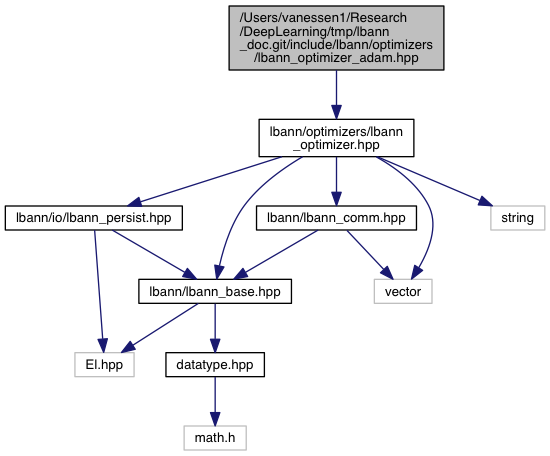 /Users/vanessen1/Research
/DeepLearning/tmp/lbann
_doc.git/include/lbann/optimizers
/lbann_optimizer_adam.hpp
lbann/optimizers/lbann
_optimizer.hpp
lbann/io/lbann_persist.hpp
lbann/lbann_comm.hpp
string
lbann/lbann_base.hpp
vector
El.hpp
datatype.hpp
math.h